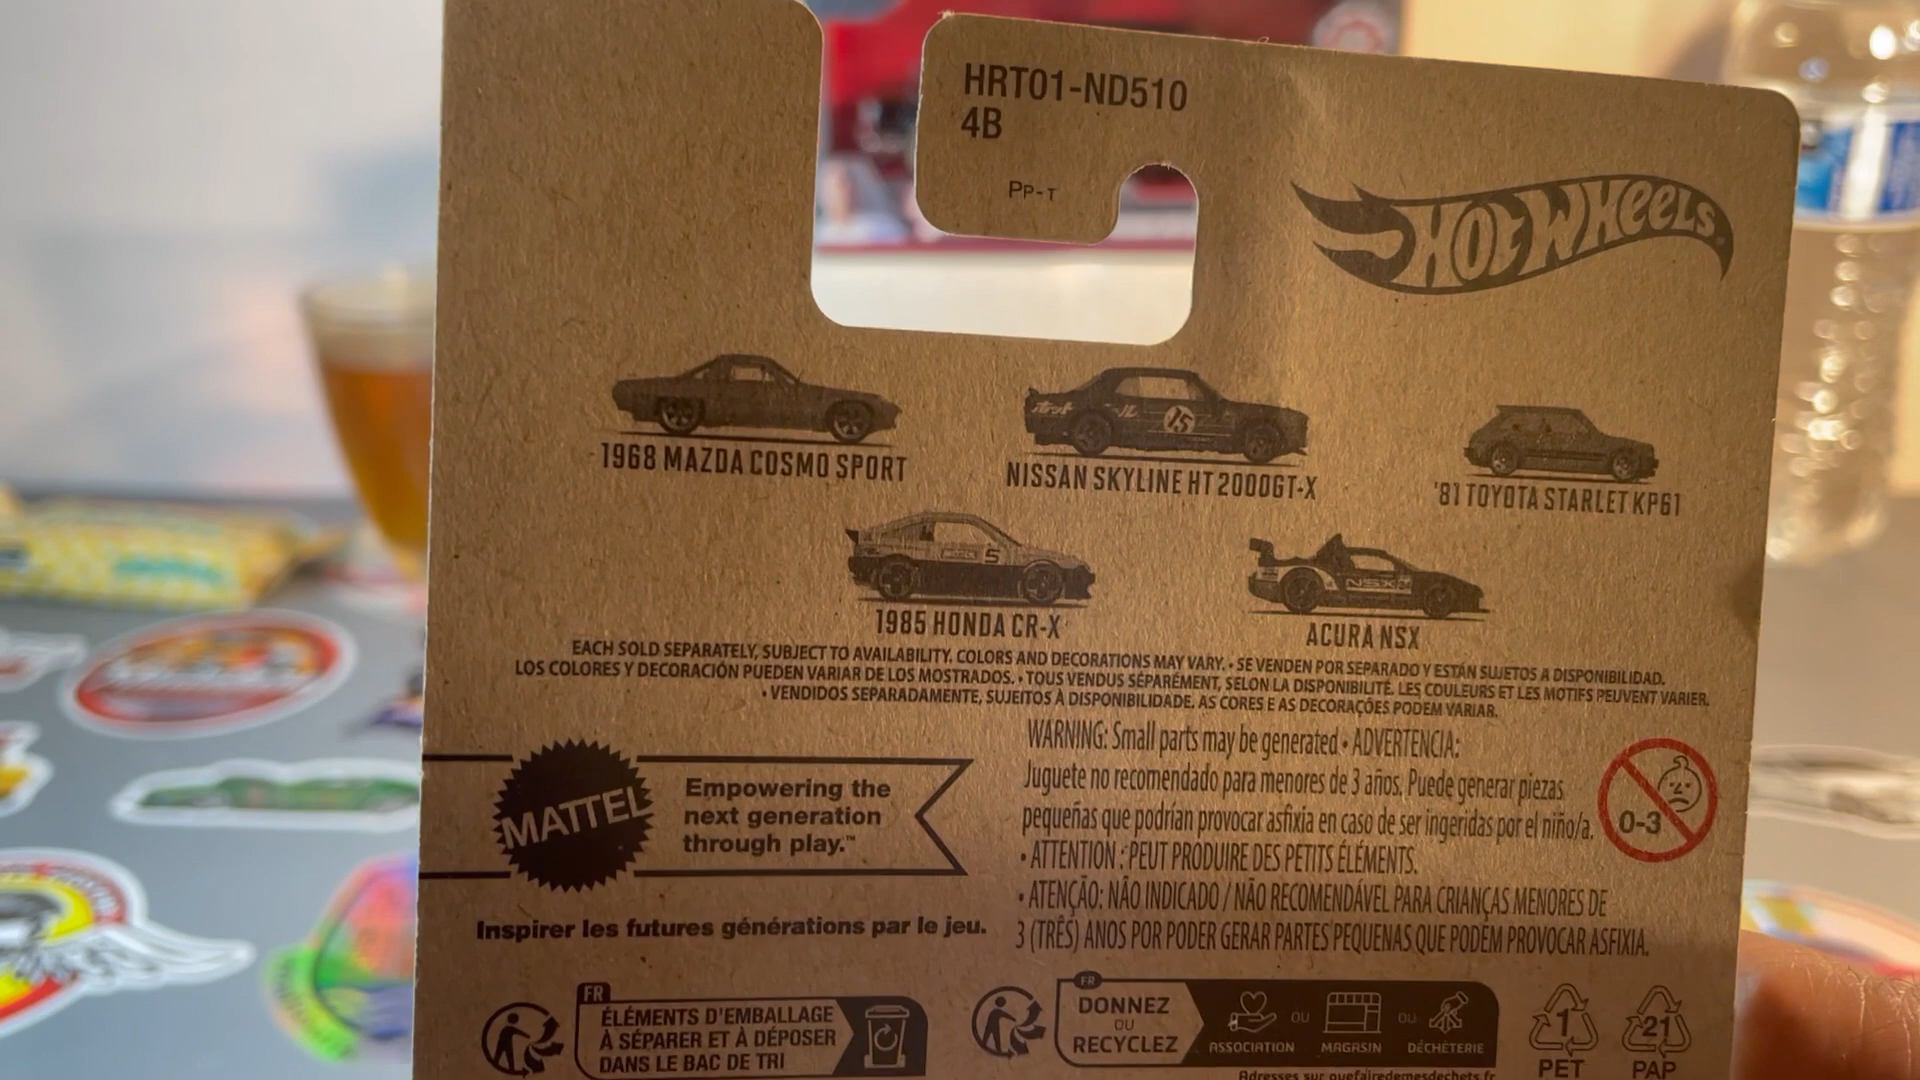 HRT01-ND510
4B
PP-T
HOT WHEELS
ホット
ール
15
1968 MAZDA COSMO SPORT
NISSAN SKYLINE HT 2000GT-X
'81 TOYOTA STARLET KP61
5
NSX
1985 HONDA CR-X
ACURA NSX
EACH SOLD SEPARATELY, SUBJECT TO AVAILABILITY. COLORS AND DECORATIONS MAY VARY. • SE VENDEN POR SEPARADO Y ESTÁN SUJETOS A DISPONIBILIDAD.
LOS COLORES Y DECORACIÓN PUEDEN VARIAR DE LOS MOSTRADOS. • TOUS VENDUS SÉPARÉMENT, SELON LA DISPONIBILITÉ. LES COULEURS ET LES MOTIFS PEUVENT VARIER.
• VENDIDOS SEPARADAMENTE, SUJEITOS À DISPONIBILIDADE. AS CORES E AS DECORAÇÕES PODEM VARIAR.
MATTEL
Empowering the
next generation
through play.™
Inspirer les futures générations par le jeu.
WARNING: Small parts may be generated • ADVERTENCIA:
Juguete no recomendado para menores de 3 años. Puede generar piezas
pequeñas que podrían provocar asfixia en caso de ser ingeridas por el niño/a.
• ATTENTION : PEUT PRODUIRE DES PETITS ÉLÉMENTS.
• ATENÇÃO: NÃO INDICADO / NÃO RECOMENDÁVEL PARA CRIANÇAS MENORES DE
3 (TRÊS) ANOS POR PODER GERAR PARTES PEQUENAS QUE PODEM PROVOCAR ASFIXIA.
0-3
FR
ÉLÉMENTS D'EMBALLAGE
À SÉPARER ET À DÉPOSER
DANS LE BAC DE TRI
FR
DONNEZ
OU
RECYCLEZ
ASSOCIATION OU MAGASIN OU DÉCHÈTERIE
Adresses sur quefairedemesdechets.fr
1
PET
21
PAP